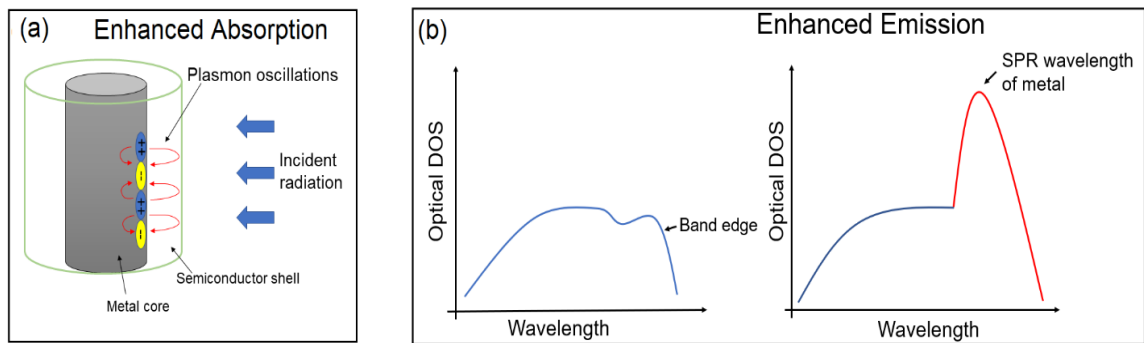 (a) Enhanced Absorption
Plasmon oscillations
Incident
radiation
++
--
++
--
Semiconductor shell
Metal core
(b) Enhanced Emission
Optical DOS
Band edge
Wavelength
SPR wavelength
of metal
Optical DOS
Wavelength